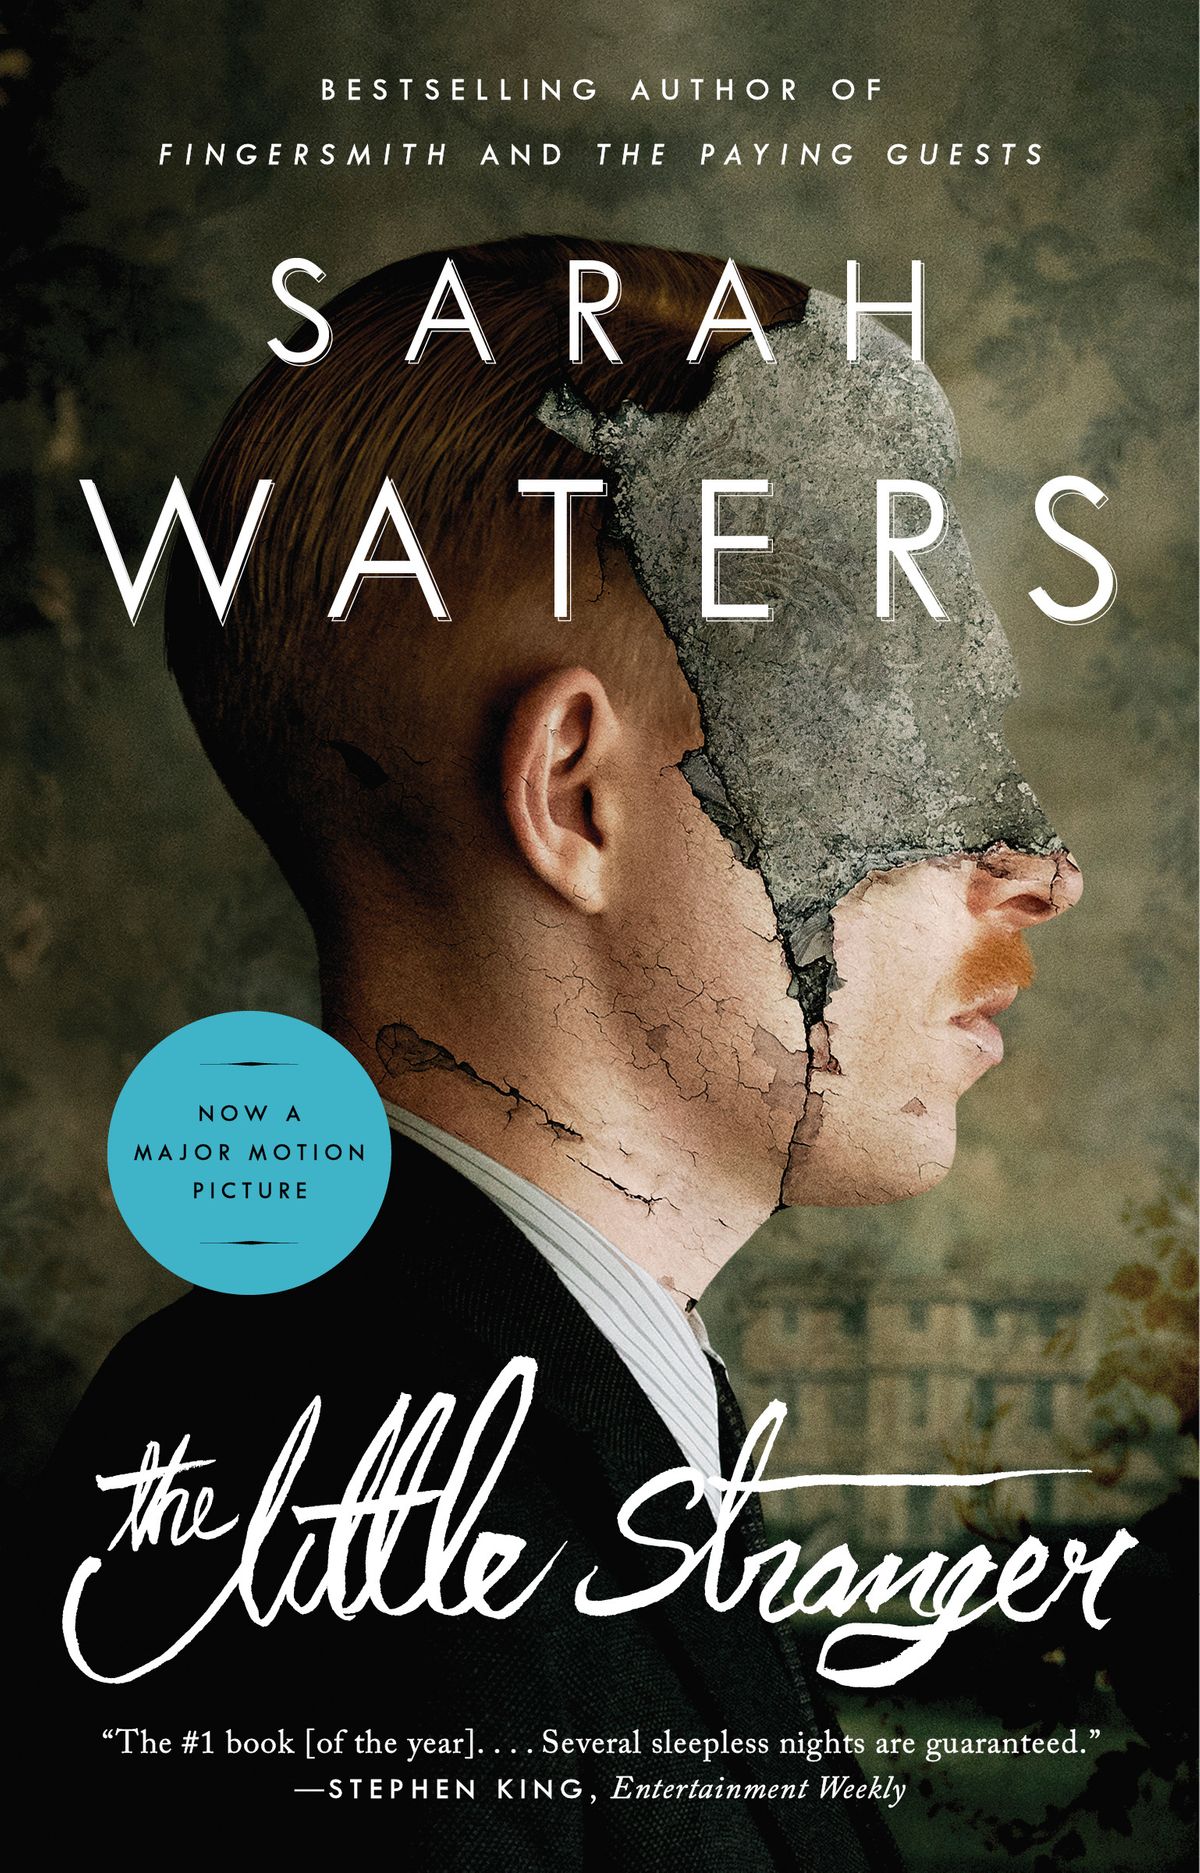 BESTSELLING AUTHOR OF
FINGERSMITH AND THE PAYING GUESTS
SARAH
WATERS
NOW A
MAJOR MOTION
PICTURE
the little stranger
“The #1 book [of the year]. . . . Several sleepless nights are guaranteed.”
—STEPHEN KING, Entertainment Weekly